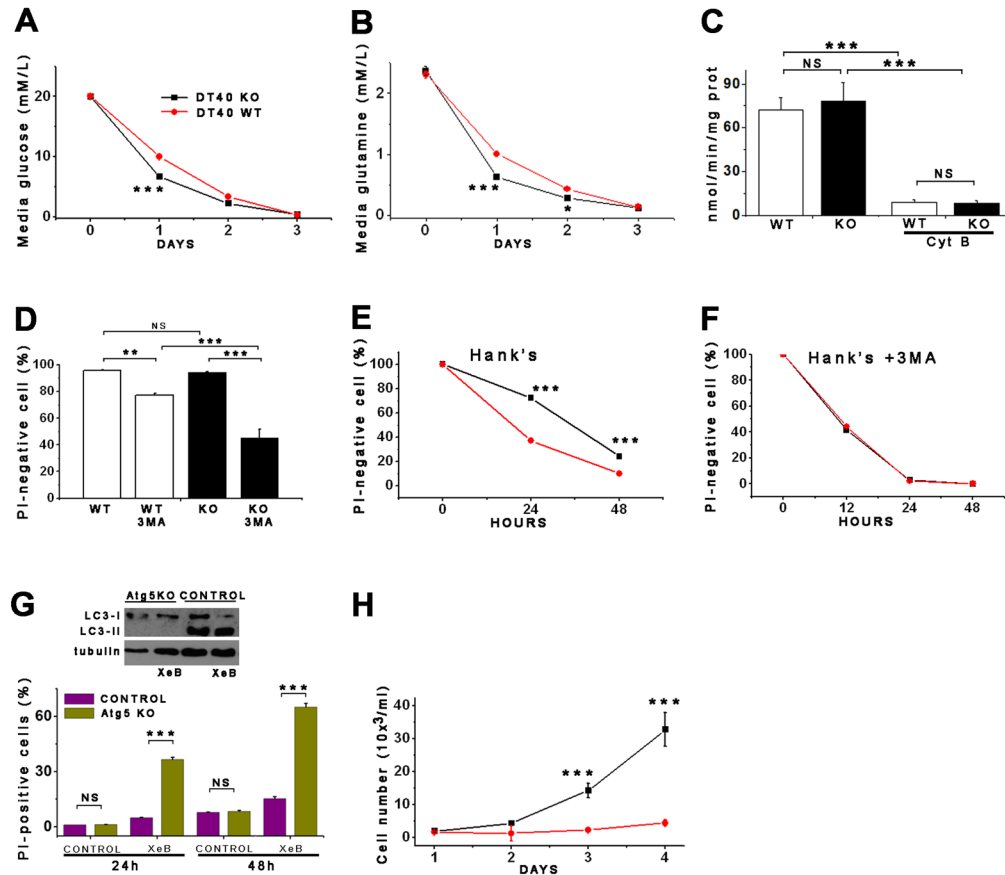 A
Media glucose (mM/L)
20
10
0
DT40 KO
DT40 WT
***
0 1 2 3
DAYS
B
Media glutamine (mM/L)
2
1
0
***
*
0 1 2 3
DAYS
C
nmol/min/mg prot
90
60
30
0
***
NS
***
NS
WT KO WT KO
Cyt B
D
PI-negative cell (%)
100
80
60
40
20
0
NS
**
***
***
WT WT 3MA KO KO 3MA
E
Hank's
PI-negative cell (%)
100
80
60
40
20
0
***
***
0 24 48
HOURS
F
Hank's +3MA
PI-negative cell (%)
100
80
60
40
20
0
0 12 24 48
HOURS
G
Atg5KO CONTROL
LC3-I
LC3-II
tubulin
XeB XeB
PI-positive cells (%)
60
30
0
CONTROL
Atg5 KO
NS
***
NS
***
CONTROL XeB CONTROL XeB
24h 48h
H
Cell number (10x³/ml)
40
30
20
10
0
***
***
1 2 3 4
DAYS